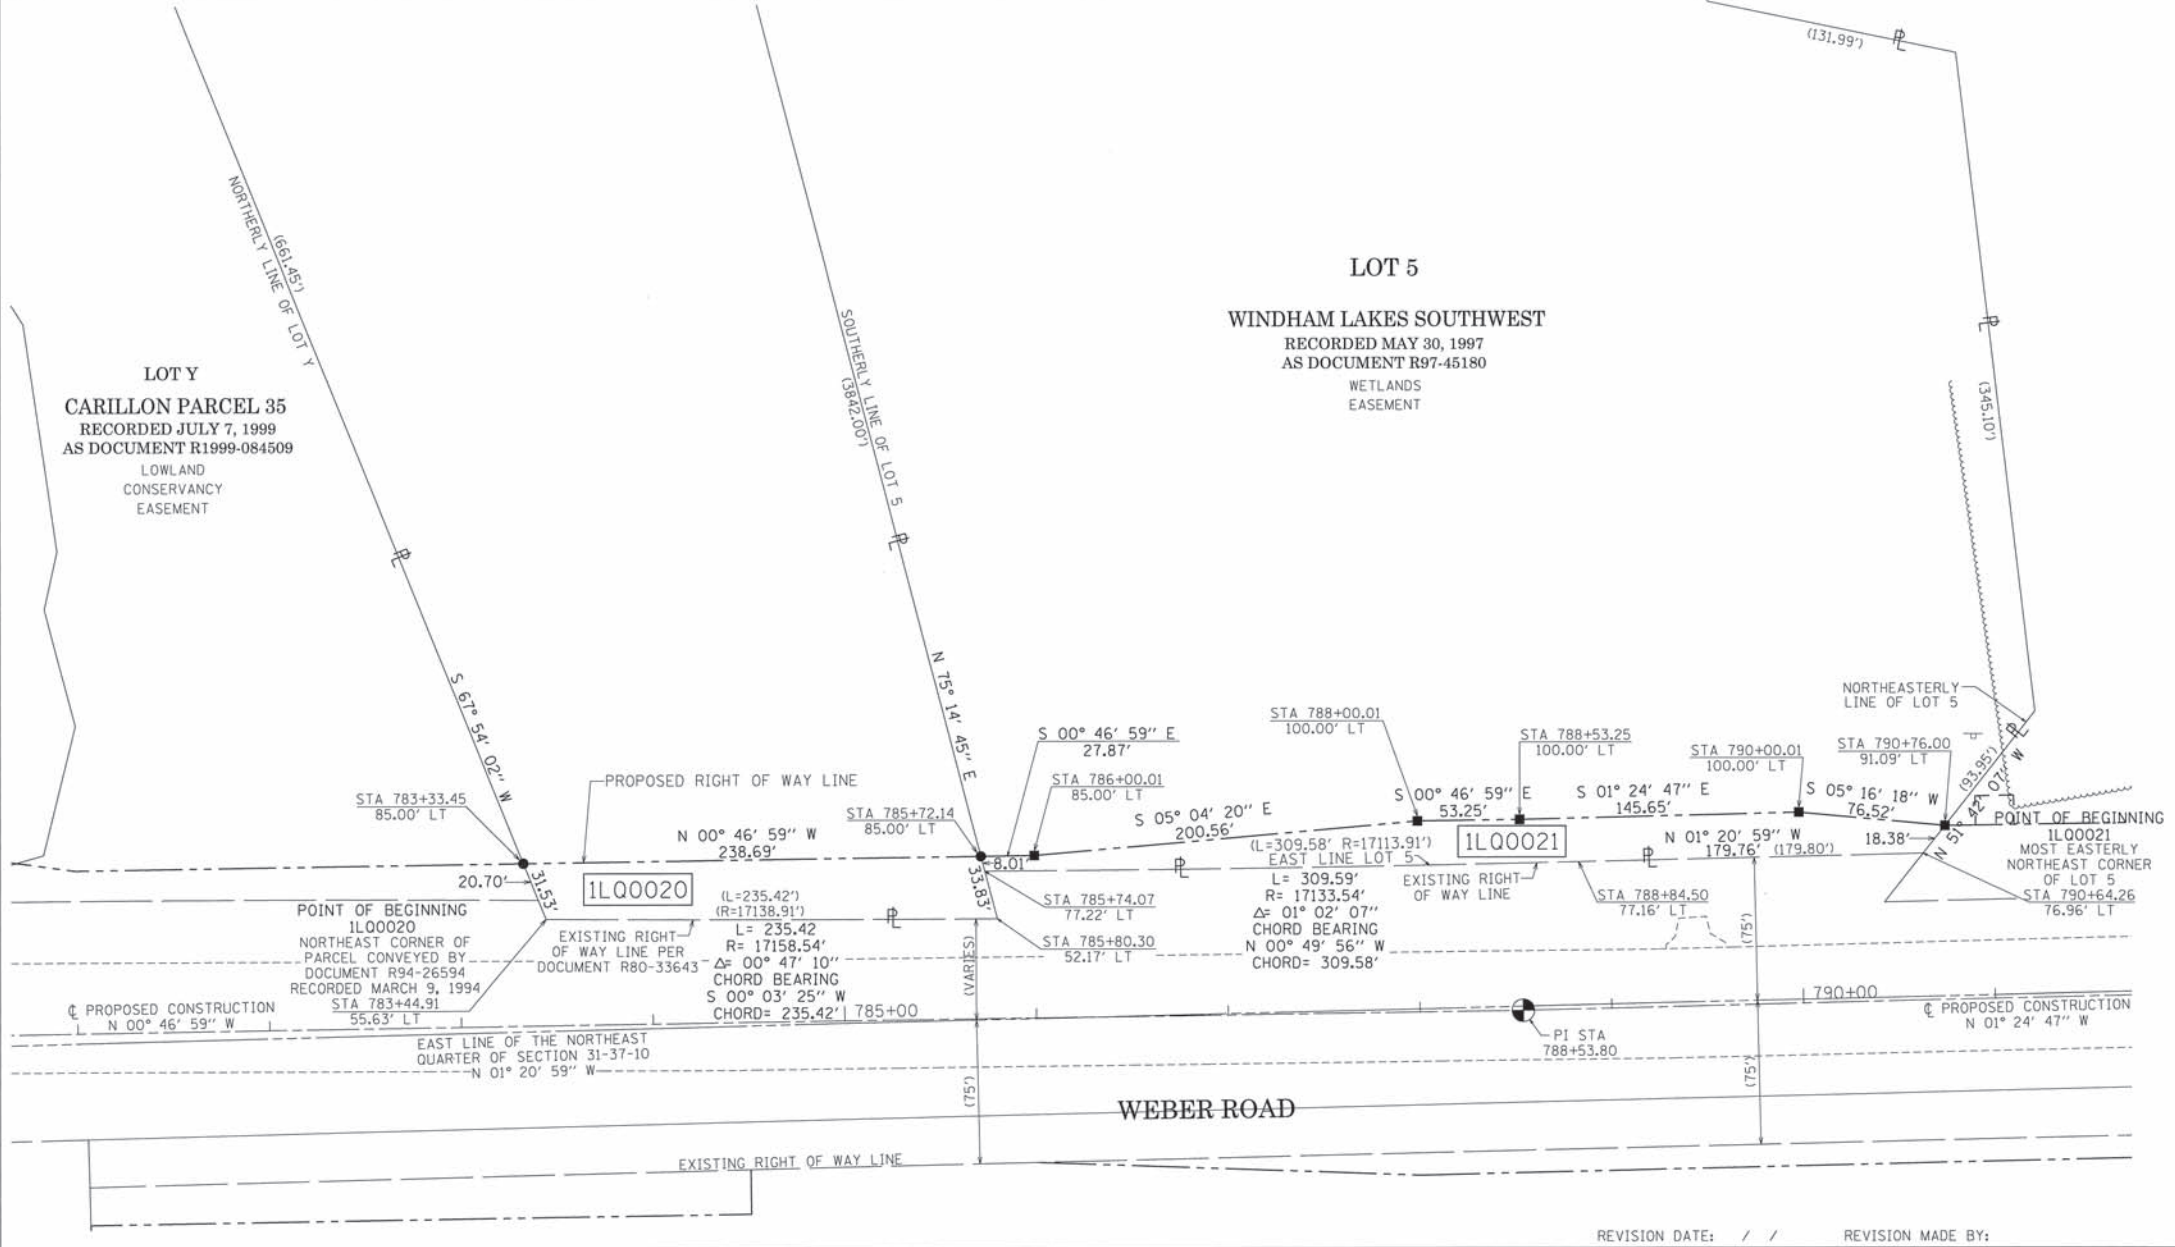 (131.99')
NORTHERLY LINE OF LOT Y
(661.45')
SOUTHERLY LINE OF LOT 5
(3842.00')
LOT 5
WINDHAM LAKES SOUTHWEST
RECORDED MAY 30, 1997
AS DOCUMENT R97-45180
WETLANDS
EASEMENT
(345.10')
LOT Y
CARILLON PARCEL 35
RECORDED JULY 7, 1999
AS DOCUMENT R1999-084509
LOWLAND
CONSERVANCY
EASEMENT
S 67° 54' 02" W
N 75° 14' 45" E
NORTHEASTERLY
LINE OF LOT 5
(93.95')
N 51° 42' 07" W
STA 783+33.45
85.00' LT
PROPOSED RIGHT OF WAY LINE
STA 785+72.14
85.00' LT
N 00° 46' 59" W
238.69'
S 00° 46' 59" E
27.87'
STA 786+00.01
85.00' LT
S 05° 04' 20" E
200.56'
STA 788+00.01
100.00' LT
S 00° 46' 59" E
53.25'
STA 788+53.25
100.00' LT
S 01° 24' 47" E
145.65'
STA 790+00.01
100.00' LT
STA 790+76.00
91.09' LT
S 05° 16' 18" W
76.52'
POINT OF BEGINNING
1LQ0021
MOST EASTERLY
NORTHEAST CORNER
OF LOT 5
STA 790+64.26
76.96' LT
18.38'
N 01° 20' 59" W
179.76' (179.80')
1LQ0021
(L=309.58' R=17113.91')
EAST LINE LOT 5
L= 309.59'
R= 17133.54'
Δ= 01° 02' 07"
CHORD BEARING
N 00° 49' 56" W
CHORD= 309.58'
EXISTING RIGHT
OF WAY LINE
STA 788+84.50
77.16' LT
8.01'
33.83'
STA 785+74.07
77.22' LT
STA 785+80.30
52.17' LT
20.70'
31.53'
1LQ0020
(L=235.42')
(R=17138.91')
L= 235.42
R= 17158.54'
Δ= 00° 47' 10"
CHORD BEARING
S 00° 03' 25" W
CHORD= 235.42'
EXISTING RIGHT
OF WAY LINE PER
DOCUMENT R80-33643
POINT OF BEGINNING
1LQ0020
NORTHEAST CORNER OF
PARCEL CONVEYED BY
DOCUMENT R94-26594
RECORDED MARCH 9, 1994
STA 783+44.91
55.63' LT
℄ PROPOSED CONSTRUCTION
N 00° 46' 59" W
785+00
(VARIES)
(75')
(75')
(75')
790+00
℄ PROPOSED CONSTRUCTION
N 01° 24' 47" W
PI STA
788+53.80
EAST LINE OF THE NORTHEAST
QUARTER OF SECTION 31-37-10
N 01° 20' 59" W
WEBER ROAD
EXISTING RIGHT OF WAY LINE
REVISION DATE: / / REVISION MADE BY: